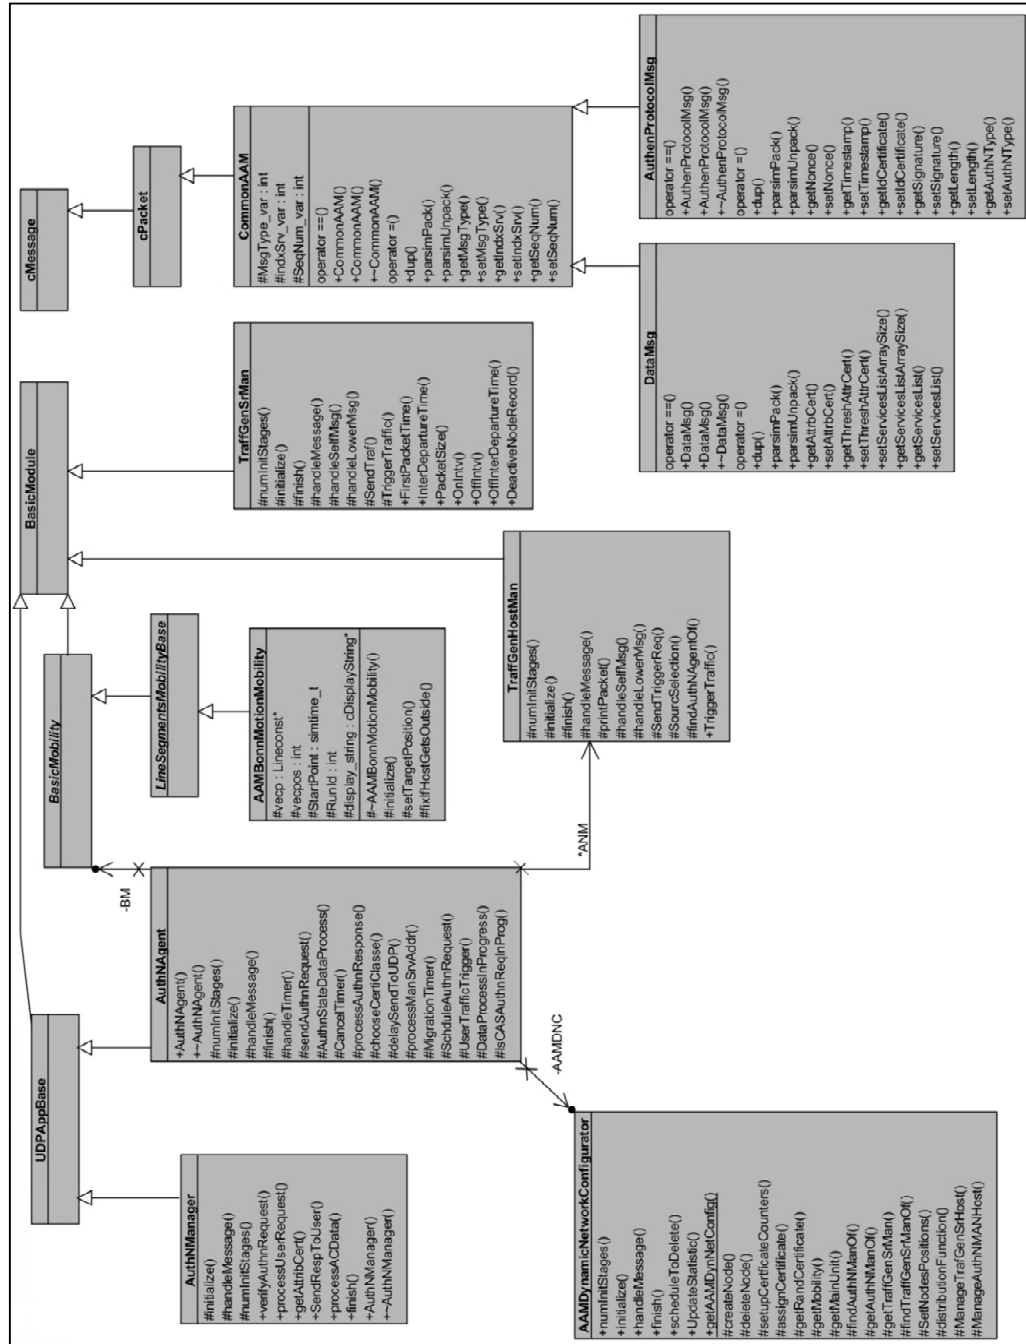 cMessage
cPacket
CommonAAM
#MsgType_var : int
#indxSrv_var : int
#SeqNum_var : int
operator ==()
+CommonAAM()
+CommonAAM()
+~CommonAAM()
operator =()
+dup()
+parsimPack()
+parsimUnpack()
+getMsgType()
+setMsgType()
+getIndxSrv()
+setIndxSrv()
+getSeqNum()
+setSeqNum()
AuthenProtocolMsg
operator ==()
+AuthenProtocolMsg()
+AuthenProtocolMsg()
+~AuthenProtocolMsg()
operator =()
+dup()
+parsimPack()
+parsimUnpack()
+getNonce()
+setNonce()
+getTimestamp()
+setTimestamp()
+getIdCertificate()
+setIdCertificate()
+getSignature()
+setSignature()
+getLength()
+setLength()
+getAuthNType()
+setAuthNType()
DataMsg
operator ==()
+DataMsg()
+DataMsg()
+~DataMsg()
operator =()
+dup()
+parsimPack()
+parsimUnpack()
+getAttrbCert()
+setAttrbCert()
+getThreshAttrCert()
+setThreshAttrCert()
+setServicesListArraySize()
+getServicesListArraySize()
+getServicesList()
+setServicesList()
BasicModule
TraffGenSrMan
#numInitStages()
#initialize()
#finish()
#handleMessage()
#handleSelfMsg()
#handleLowerMsg()
#SendTraf()
#TriggerTraffic()
+FirstPacketTime()
+InterDepartureTime()
+PacketSize()
+OnIntv()
+OffIntv()
+OffInterDepartureTime()
+DeactiveNodeRecord()
TraffGenHostMan
#numInitStages()
#initialize()
#finish()
#handleMessage()
#printPacket()
#handleSelfMsg()
#handleLowerMsg()
#SendTriggerReq()
#SourcSelection()
#findAuthNAgentOf()
+TriggerTraffic()
BasicMobility
LineSegmentsMobilityBase
AAMBonnMotionMobility
#vecp : Lineconst*
#vecpos : int
#StartPoint : simtime_t
#RunId : int
#display_string : cDisplayString*
#~AAMBonnMotionMobility()
#initialize()
#setTargetPosition()
#fixIfHostGetsOutside()
-BM
*ANM
UDPAppBase
AuthNAgent
+AuthNAgent()
+~AuthNAgent()
#numInitStages()
#initialize()
#handleMessage()
#finish()
#handleTimer()
#sendAuthnRequest()
#AuthnStateDataProcess()
#CancelTimer()
#processAuthnResponse()
#chooseCertiClasse()
#delaySendToUDP()
#processManSrvAddr()
#MigrationTimer()
#SchduleAuthnRequest()
#UserTrafficTrigger()
#DataProcessInProgress()
#isCASAuthnReqInProg()
-AAMDNC
AuthNManager
#initialize()
#handleMessage()
#numInitStages()
+verifyAuthnRequest()
+processUserRequest()
+getAttribCert()
-SendRespToUser()
+processACData()
+finish()
+AuthNManager()
+~AuthNManager()
AAMDynamicNetworkConfigurator
+numInitStages()
+initialize()
+handleMessage()
+finish()
+scheduleToDelete()
+UpdateStatistic()
+getAAMDynNetConfig()
#createNode()
#deleteNode()
#setupCertficateCounters()
#assignCertificate()
#getRandCertificate()
#getMobility()
#getMainUnit()
#findAuthNManOf()
#getAuthNManOf()
#getTraffGenSrMan()
#findTraffGenSrManOf()
#SetNodesPositions()
#distributionFunction()
#ManageTrafGenSrHost()
#ManageAuthNMANHost()